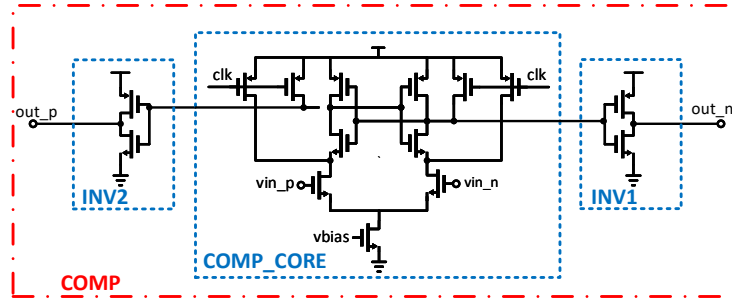 clk
clk
out_p
out_n
INV2
vin_p
vin_n
INV1
vbias
COMP_CORE
COMP